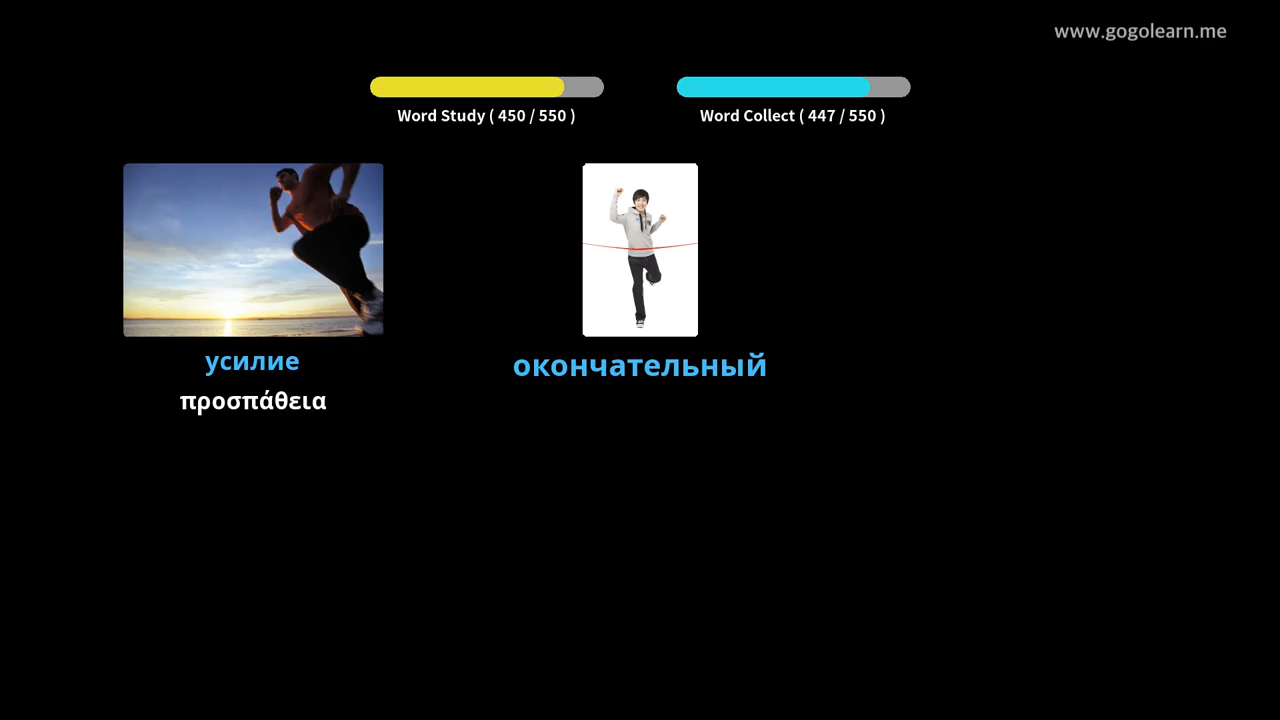 www.gogolearn.me
Word Study ( 450 / 550 )
Word Collect ( 447 / 550 )
усилие
προσπάθεια
окончательный